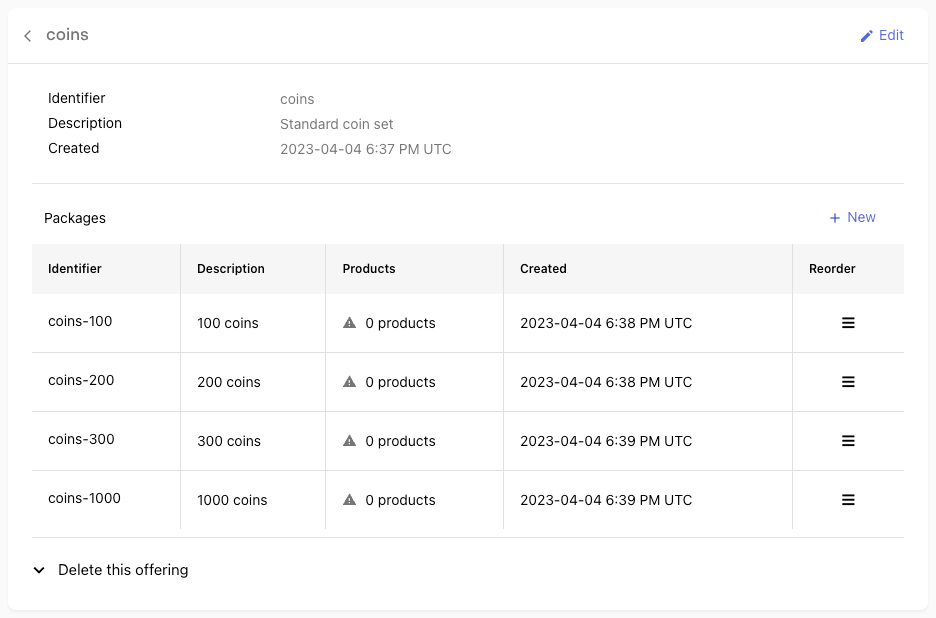 coins
Edit
Identifier coins
Description Standard coin set
Created 2023-04-04 6:37 PM UTC
Packages
+ New
Identifier Description Products Created Reorder
coins-100 100 coins 0 products 2023-04-04 6:38 PM UTC
coins-200 200 coins 0 products 2023-04-04 6:38 PM UTC
coins-300 300 coins 0 products 2023-04-04 6:39 PM UTC
coins-1000 1000 coins 0 products 2023-04-04 6:39 PM UTC
Delete this offering